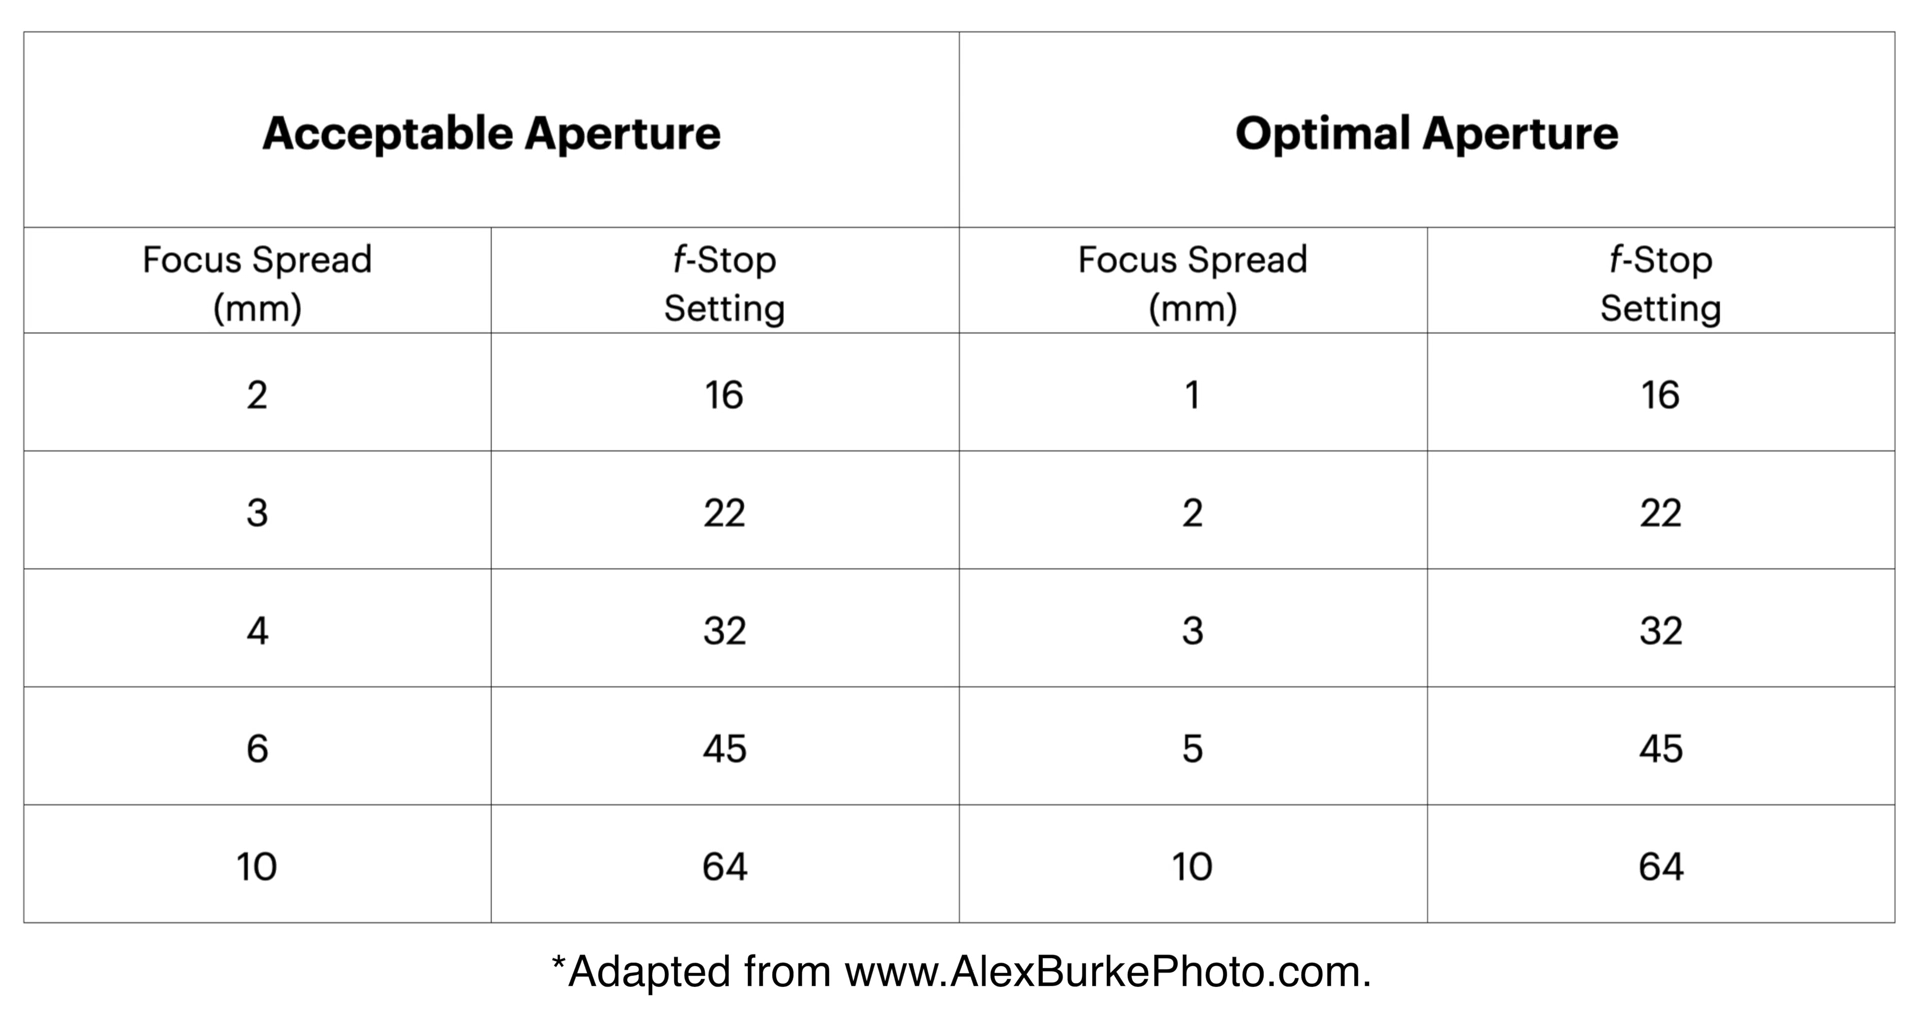 Acceptable Aperture Optimal Aperture
Focus Spread f-Stop Focus Spread f-Stop
(mm) Setting (mm) Setting
2 16 1 16
3 22 2 22
4 32 3 32
6 45 5 45
10 64 10 64
*Adapted from www.AlexBurkePhoto.com.